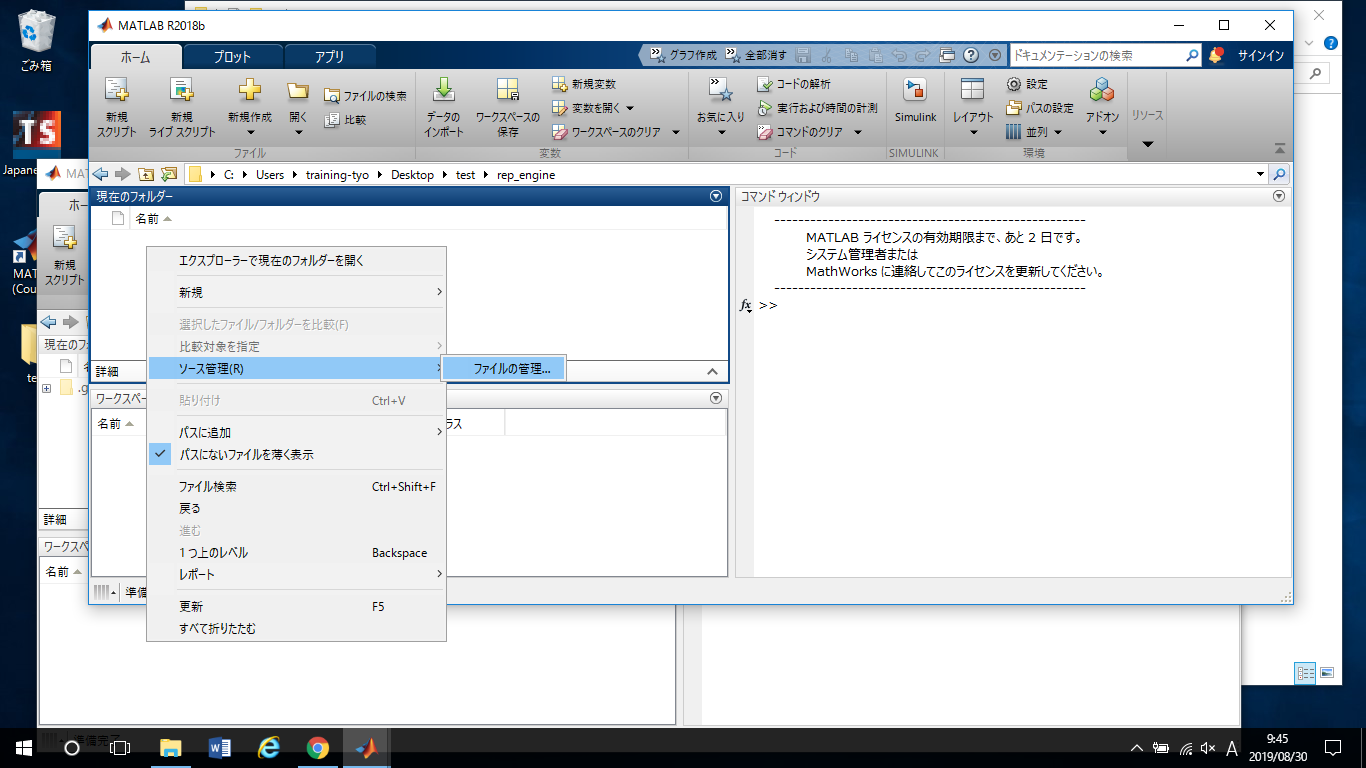 ごみ箱
TS
Japane
MAT
(Cou
te
MATLAB R2018b
ホーム
プロット
アプリ
グラフ作成
全部消す
ドキュメンテーションの検索
サインイン
新規
スクリプト
新規
ライブ スクリプト
新規作成
開く
ファイルの検索
比較
ファイル
データの
インポート
ワークスペースの
保存
新規変数
変数を開く
ワークスペースのクリア
変数
お気に入り
コードの解析
実行および時間の計測
コマンドのクリア
コード
Simulink
SIMULINK
レイアウト
設定
パスの設定
並列
アドオン
環境
リソース
C: Users training-tyo Desktop test rep_engine
現在のフォルダー
名前
詳細
エクスプローラーで現在のフォルダーを開く
新規
選択したファイル/フォルダーを比較(F)
比較対象を指定
ソース管理(R)
ファイルの管理...
貼り付け Ctrl+V
パスに追加
パスにないファイルを薄く表示
ファイル検索 Ctrl+Shift+F
戻る
進む
1 つ上のレベル Backspace
レポート
更新 F5
すべて折りたたむ
ワークスペー
名前
ラス
準備
コマンド ウィンドウ
----------------------------------------------------
MATLAB ライセンスの有効期限まで、あと 2 日です。
システム管理者または
MathWorks に連絡してこのライセンスを更新してください。
----------------------------------------------------
fx >>
MAT
ホー
新規
スクリプト
現在のフ
.g
詳細
ワークスペ
名前
準備完了
A
9:45
2019/08/30